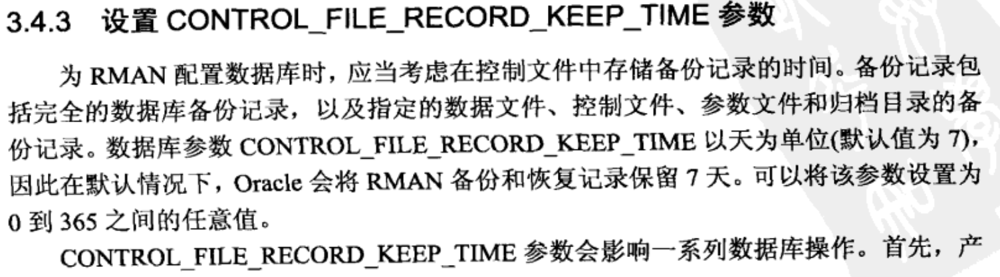 3.4.3 设置 CONTROL_FILE_RECORD_KEEP_TIME 参数
为 RMAN 配置数据库时，应当考虑在控制文件中存储备份记录的时间。备份记录包
括完全的数据库备份记录，以及指定的数据文件、控制文件、参数文件和归档目录的备
份记录。数据库参数 CONTROL_FILE_RECORD_KEEP_TIME 以天为单位(默认值为 7)，
因此在默认情况下，Oracle 会将 RMAN 备份和恢复记录保留 7 天。可以将该参数设置为
0 到 365 之间的任意值。
CONTROL_FILE_RECORD_KEEP_TIME 参数会影响一系列数据库操作。首先，产